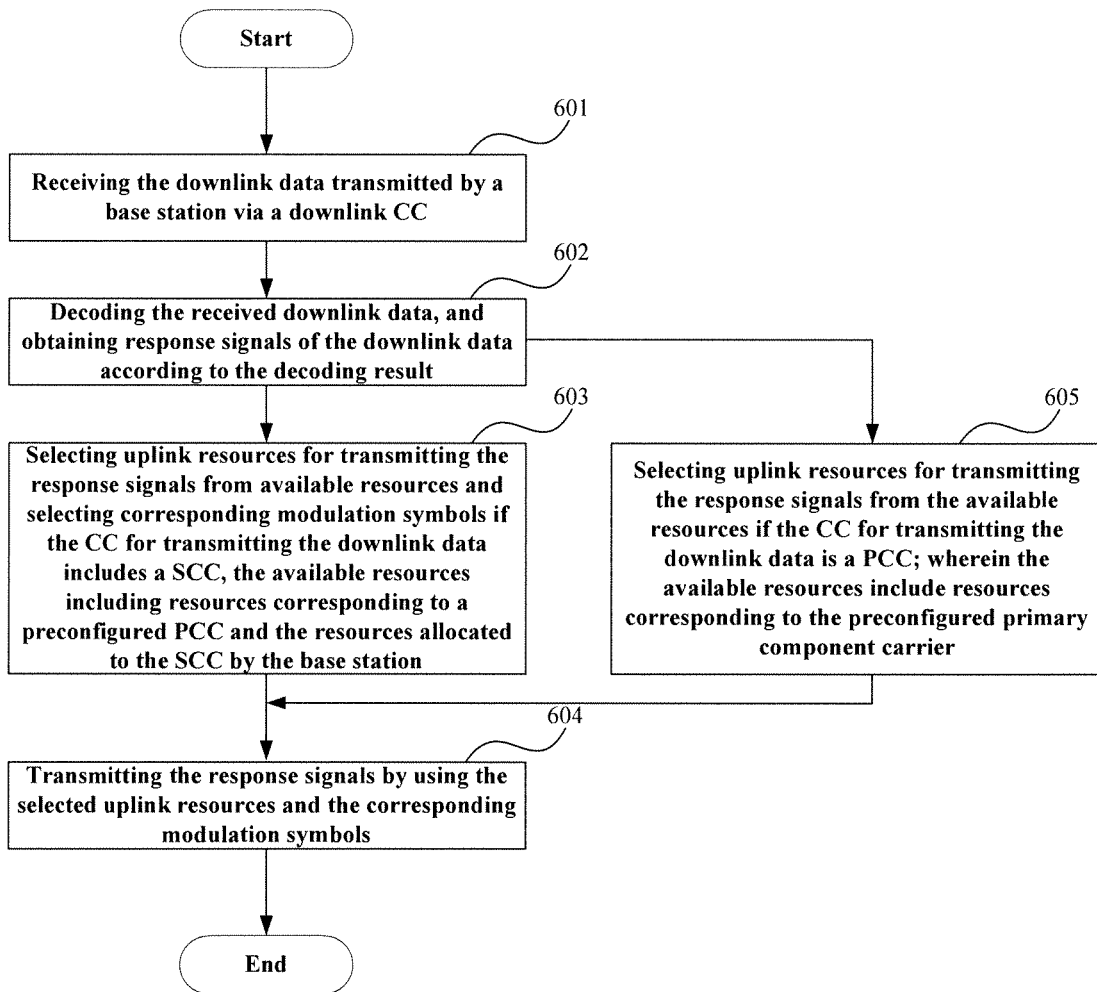 Start
601
Receiving the downlink data transmitted by a
base station via a downlink CC
602
Decoding the received downlink data, and
obtaining response signals of the downlink data
according to the decoding result
603
Selecting uplink resources for transmitting the
response signals from available resources and
selecting corresponding modulation symbols if
the CC for transmitting the downlink data
includes a SCC, the available resources
including resources corresponding to a
preconfigured PCC and the resources allocated
to the SCC by the base station
605
Selecting uplink resources for transmitting
the response signals from the available
resources if the CC for transmitting the
downlink data is a PCC; wherein the
available resources include resources
corresponding to the preconfigured primary
component carrier
604
Transmitting the response signals by using the
selected uplink resources and the corresponding
modulation symbols
End